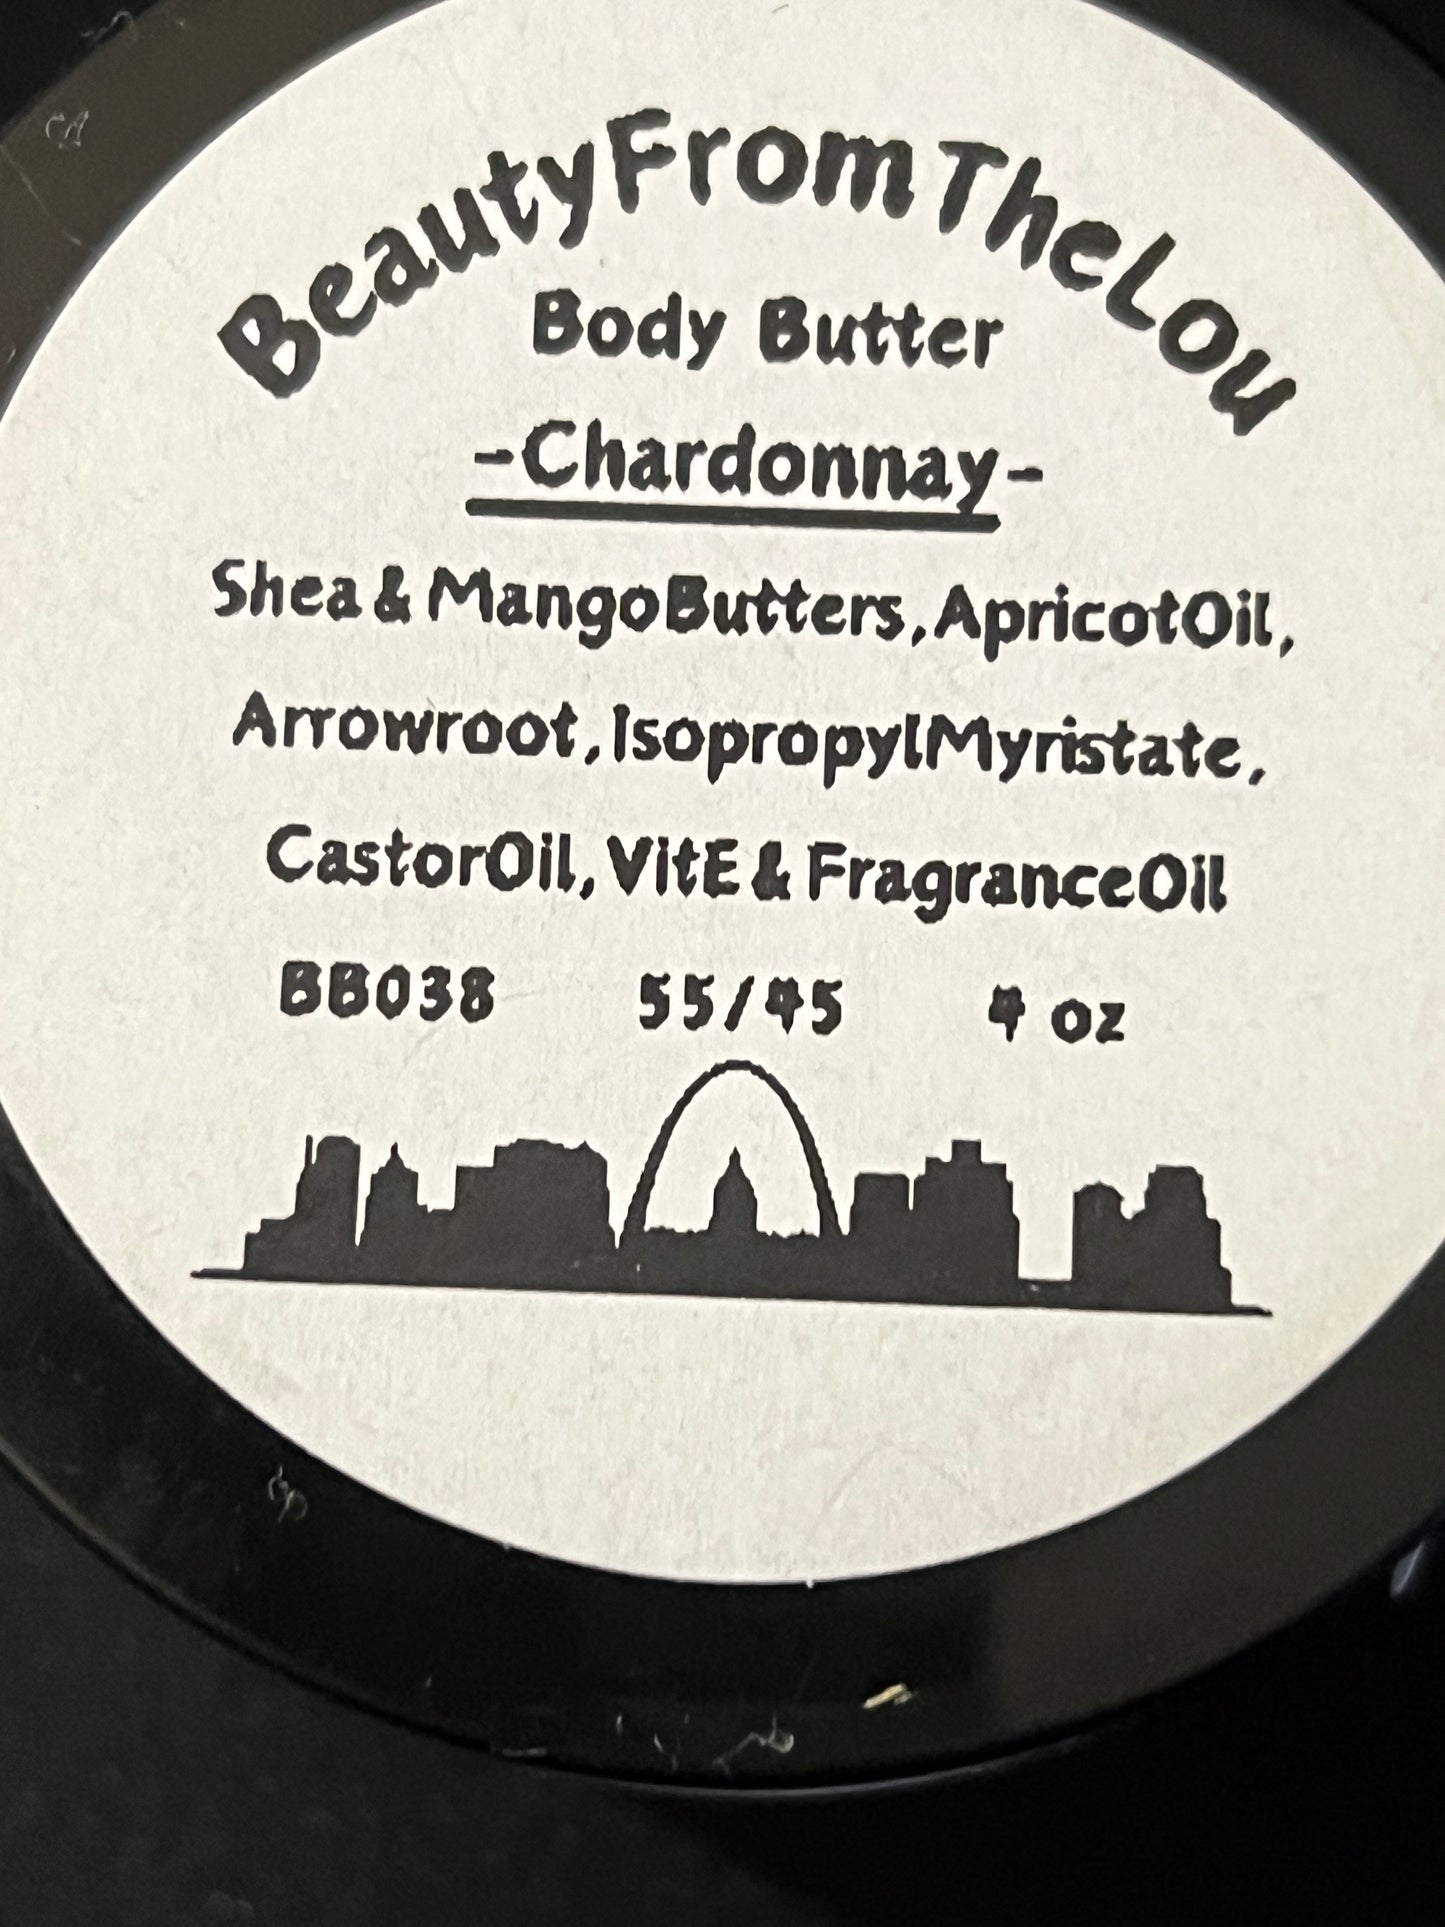 BeautyFromTheLou
Body Butter
-Chardonnay-
Shea & MangoButters, ApricotOil,
Arrowroot, IsopropylMyristate,
CastorOil, VitE & FragranceOil
BB038 55/45 4 oz